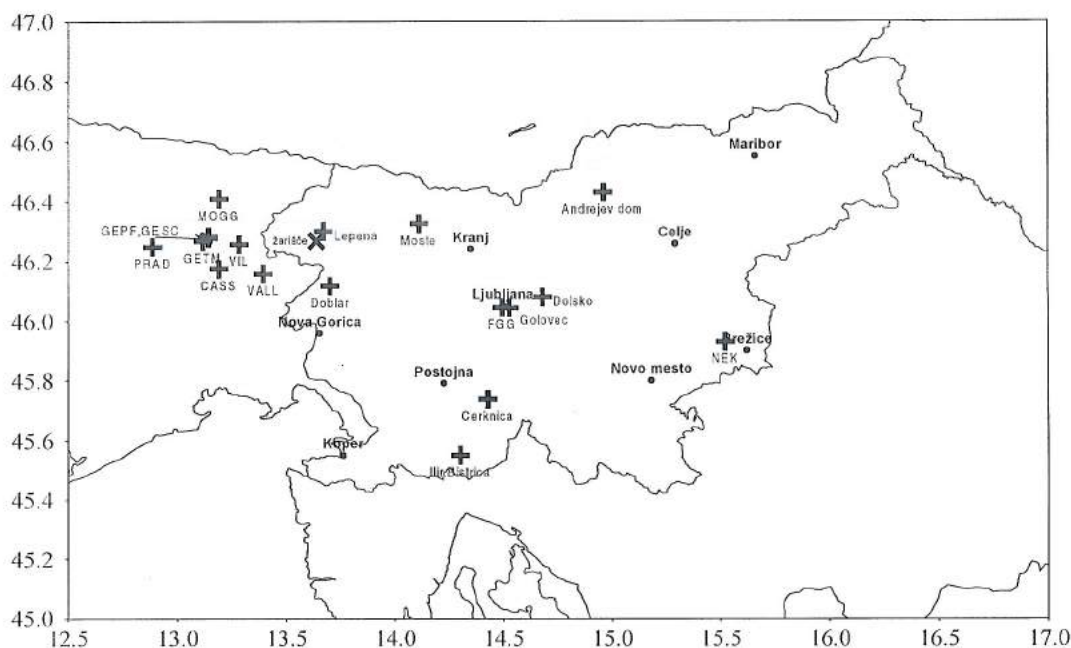 47.0
46.8
46.6
46.4
46.2
46.0
45.8
45.6
45.4
45.2
45.0
12.5 13.0 13.5 14.0 14.5 15.0 15.5 16.0 16.5 17.0
Maribor
Andrejev dom
MOGG
GEPF,GESC
Lepena
žarišče
Moste
Kranj
Celje
PRAD
GETM
VIL
CASS
VALL
Doblar
Ljubljana
Dolsko
FGG
Golovec
Nova Gorica
NEK
Postojna
Novo mesto
Cerknica
Koper
Ilir.Bistrica